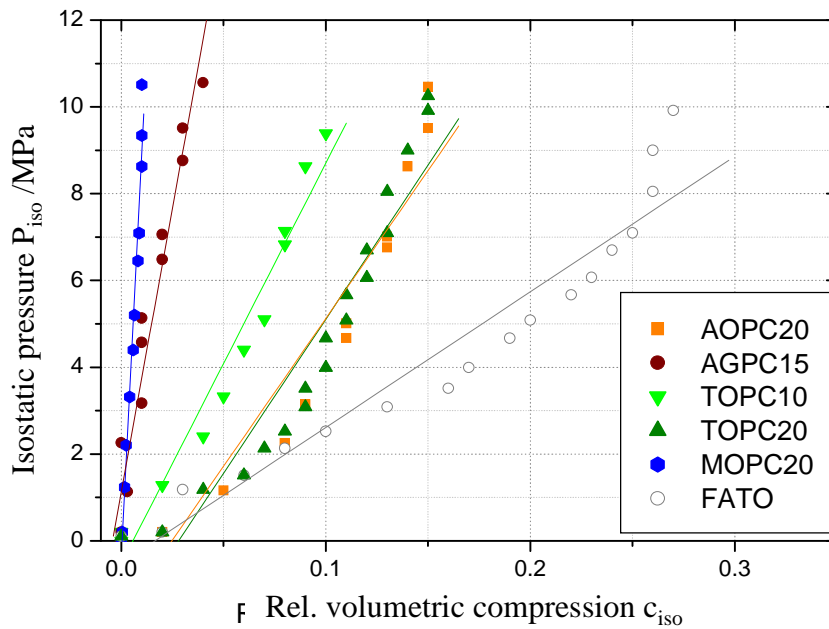 12
10
8
6
4
2
0
Isostatic pressure P_iso /MPa
AOPC20
AGPC15
TOPC10
TOPC20
MOPC20
FATO
0.0 0.1 0.2 0.3
Rel. volumetric compression c_iso